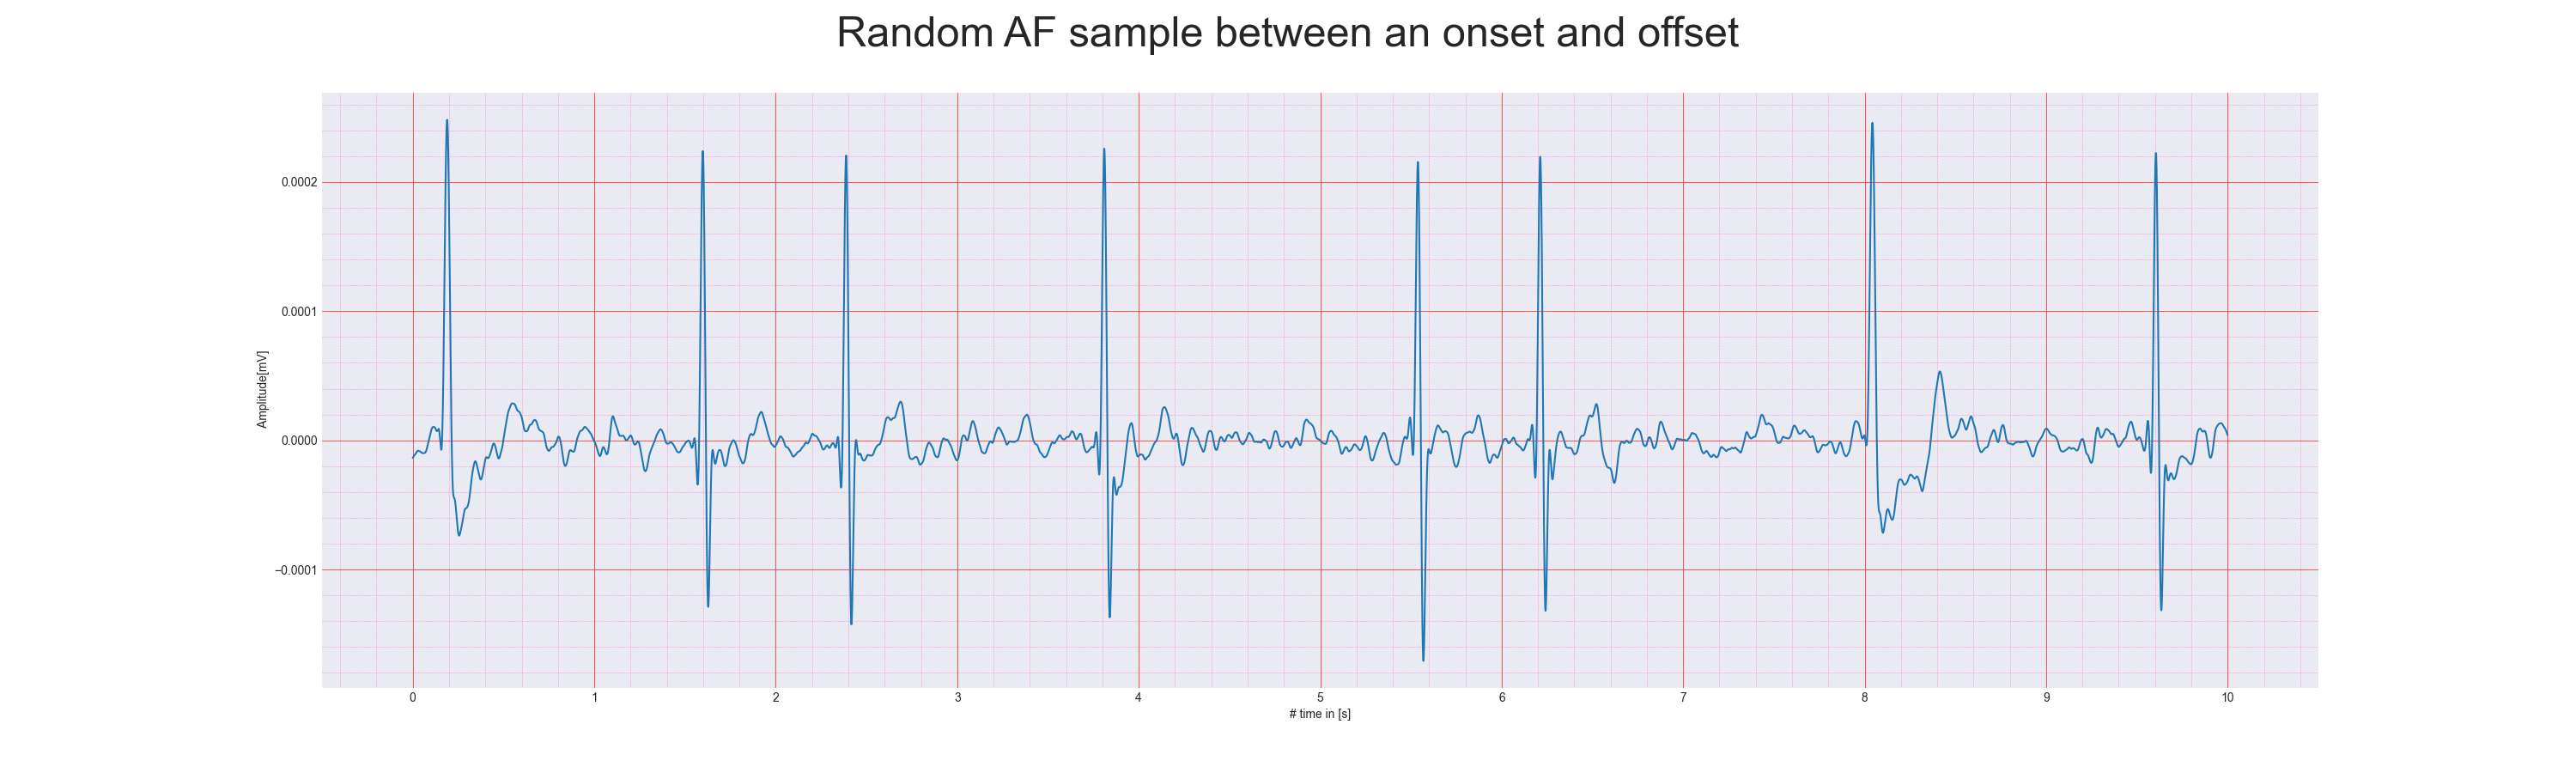 Random AF sample between an onset and offset
0.0002
0.0001
0.0000
−0.0001
Amplitude[mV]
0 1 2 3 4 5 6 7 8 9 10
# time in [s]